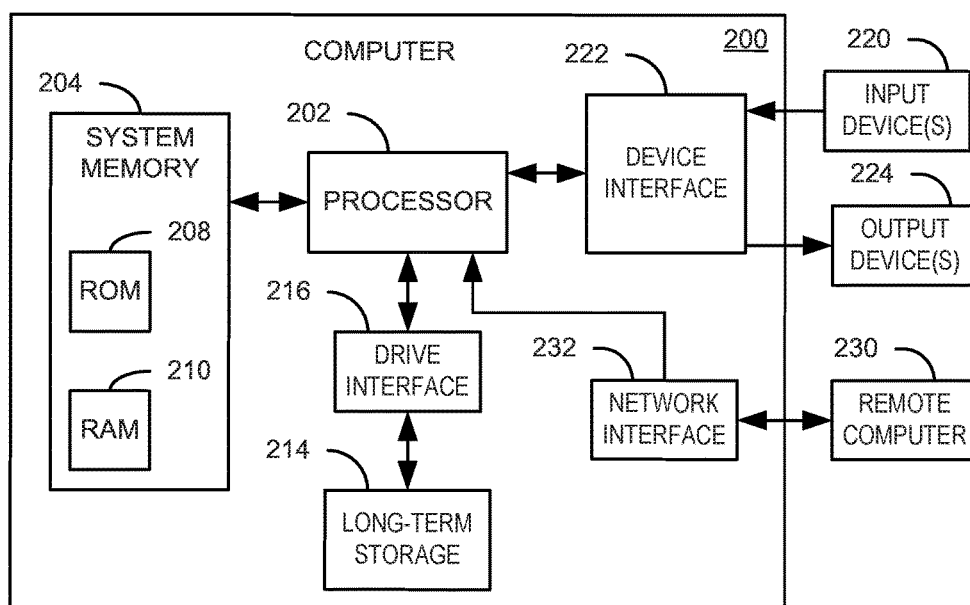 COMPUTER
200
204
SYSTEM
MEMORY
208
ROM
210
RAM
202
PROCESSOR
222
DEVICE
INTERFACE
220
INPUT
DEVICE(S)
224
OUTPUT
DEVICE(S)
216
DRIVE
INTERFACE
214
LONG-TERM
STORAGE
232
NETWORK
INTERFACE
230
REMOTE
COMPUTER